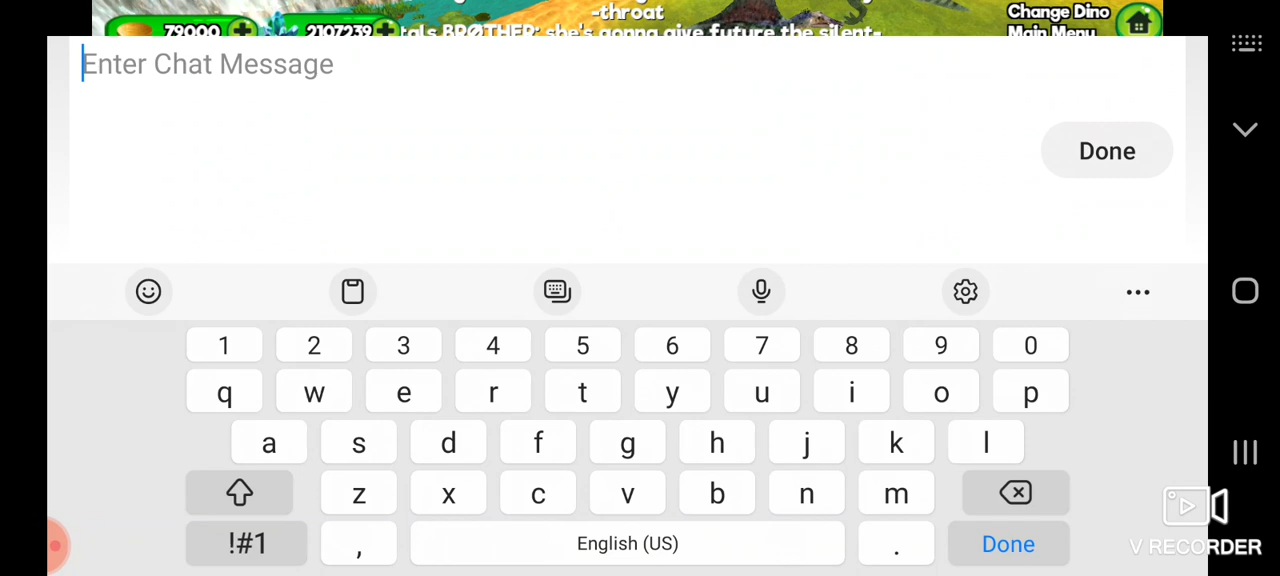 -throat
Change Dino
79000
2107239
tals BRØTHER: she's gonna give future the silent-
Main Menu
Enter Chat Message
Done
1 2 3 4 5 6 7 8 9 0
q w e r t y u i o p
a s d f g h j k l
z x c v b n m
!#1 , English (US) . Done
V RECORDER